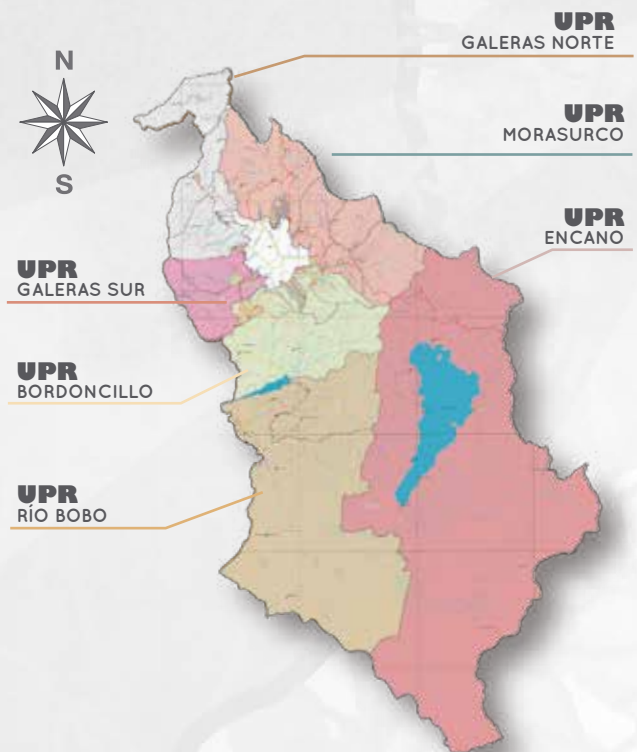 UPR
GALERAS NORTE
N
UPR
MORASURCO
S
UPR
ENCANO
UPR
GALERAS SUR
UPR
BORDONCILLO
UPR
RÍO BOBO